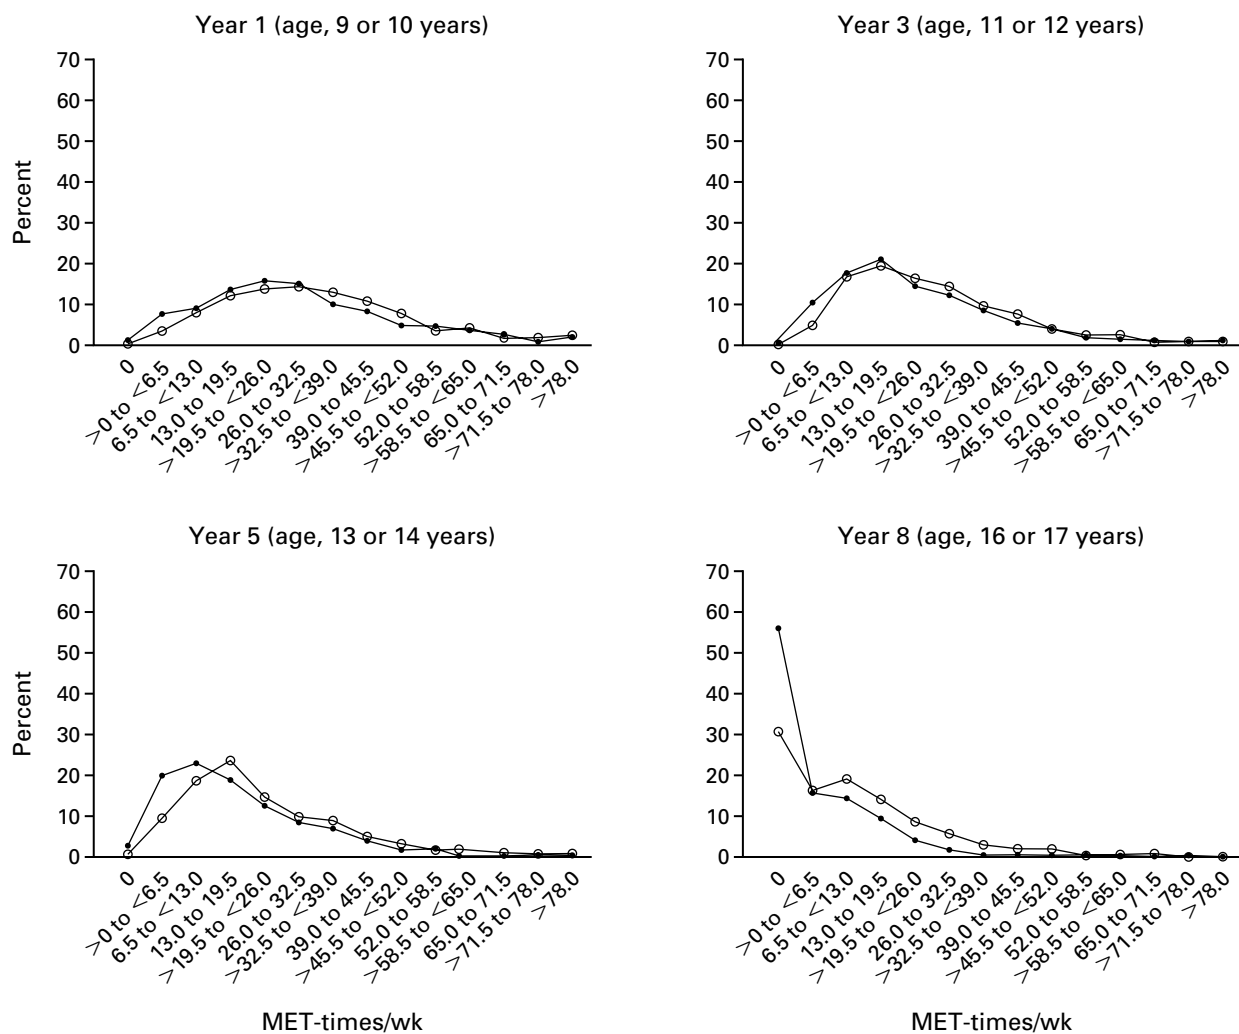 Year 1 (age, 9 or 10 years)
Percent
70
60
50
40
30
20
10
0
0
>0 to <6.5
6.5 to <13.0
13.0 to 19.5
>19.5 to <26.0
26.0 to 32.5
>32.5 to <39.0
39.0 to 45.5
>45.5 to <52.0
52.0 to 58.5
>58.5 to <65.0
65.0 to 71.5
>71.5 to 78.0
>78.0
Year 3 (age, 11 or 12 years)
70
60
50
40
30
20
10
0
0
>0 to <6.5
6.5 to <13.0
13.0 to 19.5
>19.5 to <26.0
26.0 to 32.5
>32.5 to <39.0
39.0 to 45.5
>45.5 to <52.0
52.0 to 58.5
>58.5 to <65.0
65.0 to 71.5
>71.5 to 78.0
>78.0
Year 5 (age, 13 or 14 years)
Percent
70
60
50
40
30
20
10
0
0
>0 to <6.5
6.5 to <13.0
13.0 to 19.5
>19.5 to <26.0
26.0 to 32.5
>32.5 to <39.0
39.0 to 45.5
>45.5 to <52.0
52.0 to 58.5
>58.5 to <65.0
65.0 to 71.5
>71.5 to 78.0
>78.0
MET-times/wk
Year 8 (age, 16 or 17 years)
70
60
50
40
30
20
10
0
0
>0 to <6.5
6.5 to <13.0
13.0 to 19.5
>19.5 to <26.0
26.0 to 32.5
>32.5 to <39.0
39.0 to 45.5
>45.5 to <52.0
52.0 to 58.5
>58.5 to <65.0
65.0 to 71.5
>71.5 to 78.0
>78.0
MET-times/wk